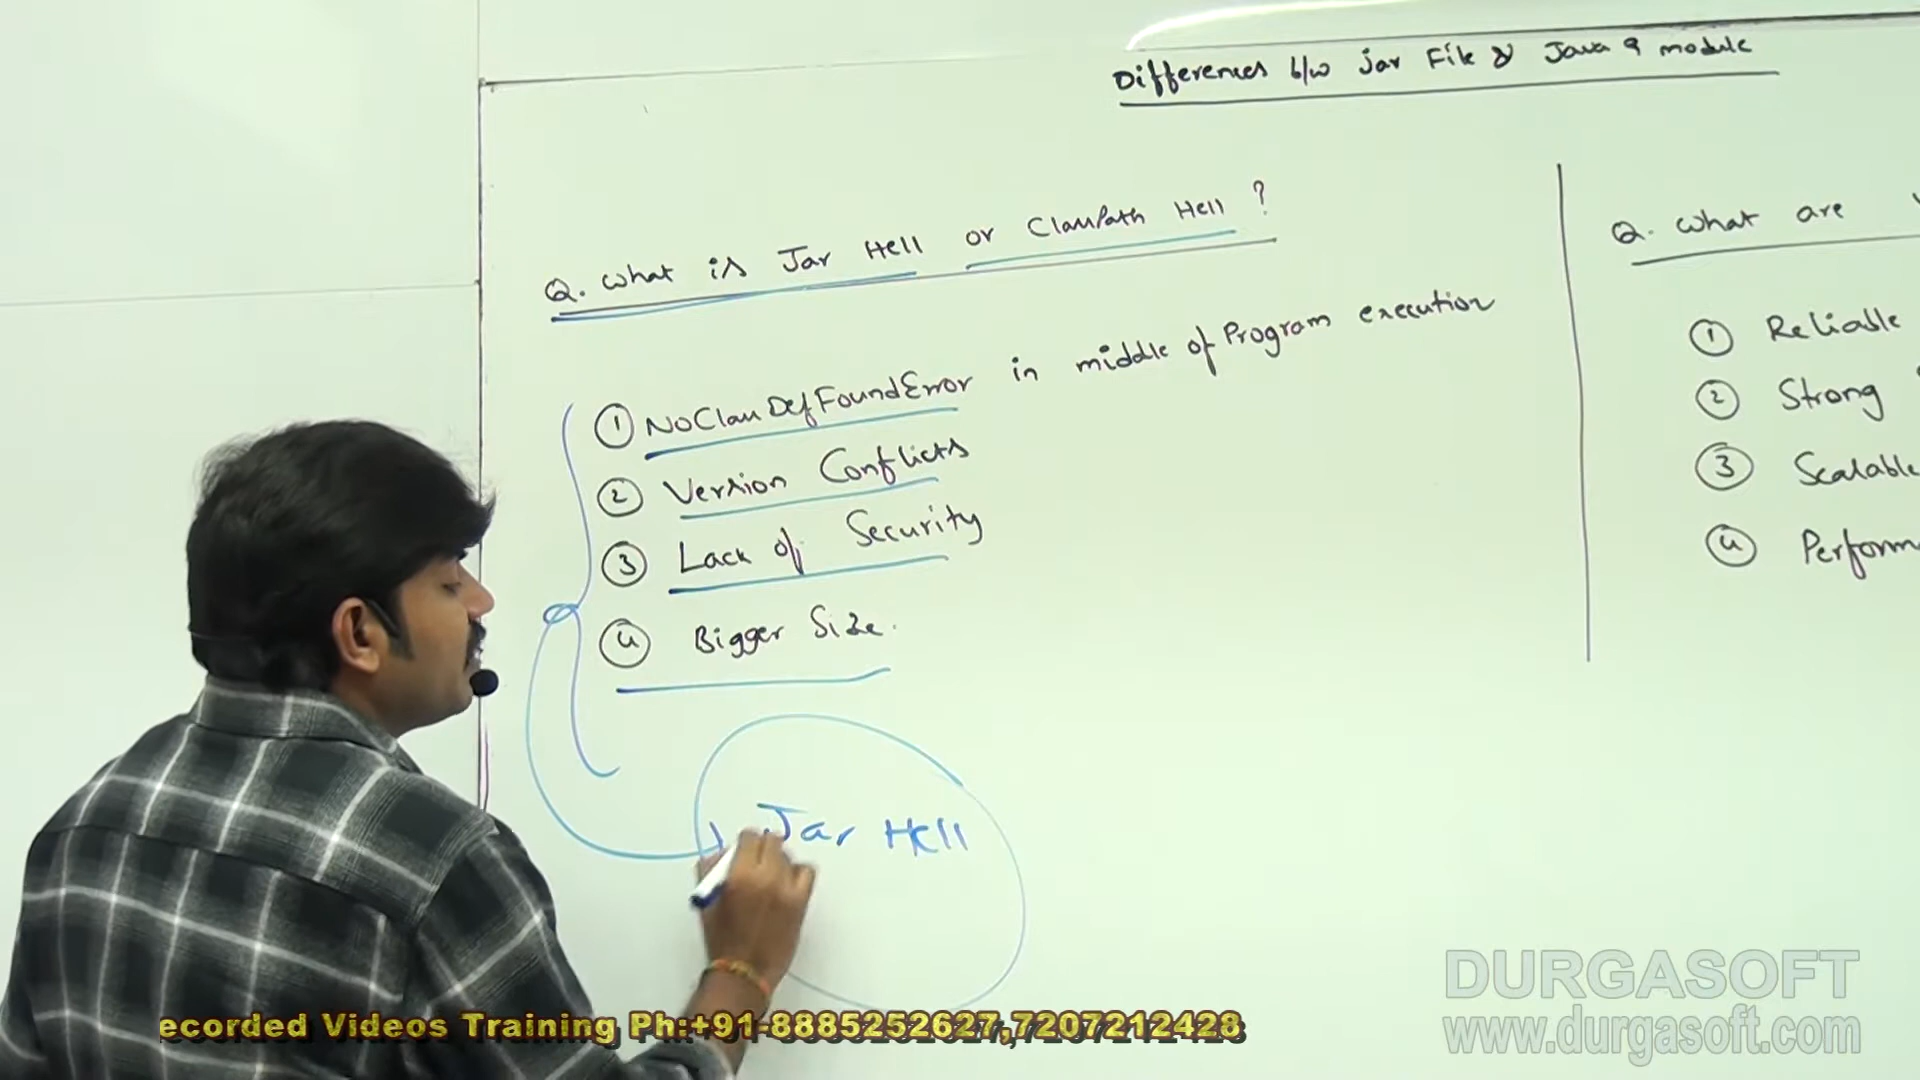 Differences b/w jar File & Java 9 module
Q. What is Jar Hell or ClassPath Hell ?
① NoClassDefFoundError in middle of Program execution
② Version Conflicts
③ Lack of Security
④ Bigger Size.
Jar Hell
Q. What are
① Reliable
② Strong
③ Scalable
④ Perform
ecorded Videos Training Ph:+91-8885252627,7207212428
DURGASOFT
www.durgasoft.com